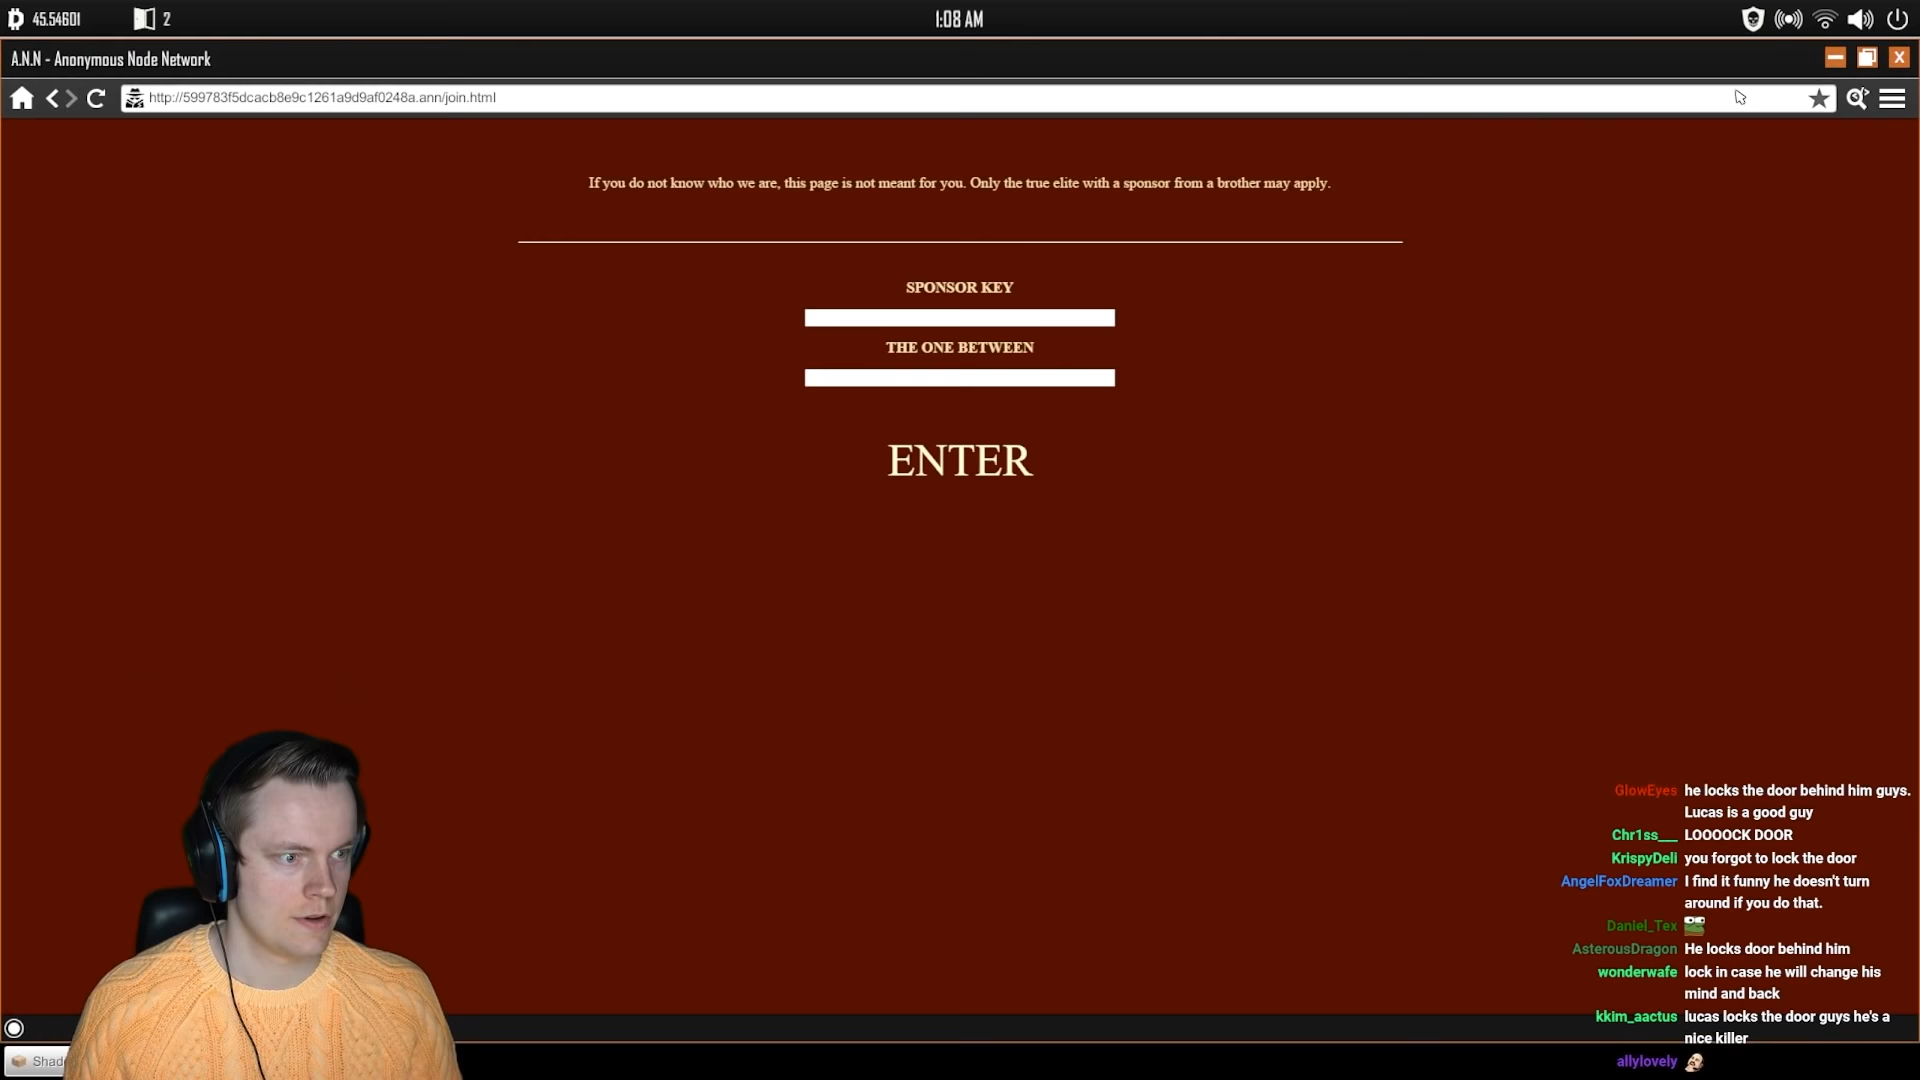 45.54601
2
1:08 AM
A.N.N - Anonymous Node Network
http://599783f5dcacb8e9c1261a9d9af0248a.ann/join.html
If you do not know who we are, this page is not meant for you. Only the true elite with a sponsor from a brother may apply.
SPONSOR KEY
THE ONE BETWEEN
ENTER
GlowEyes he locks the door behind him guys.
Lucas is a good guy
Chr1ss___ LOOOOCK DOOR
KrispyDeli you forgot to lock the door
AngelFoxDreamer I find it funny he doesn't turn
around if you do that.
Daniel_Tex
AsterousDragon He locks door behind him
wonderwafe lock in case he will change his
mind and back
kkim_aactus lucas locks the door guys he's a
nice killer
allylovely
Shad